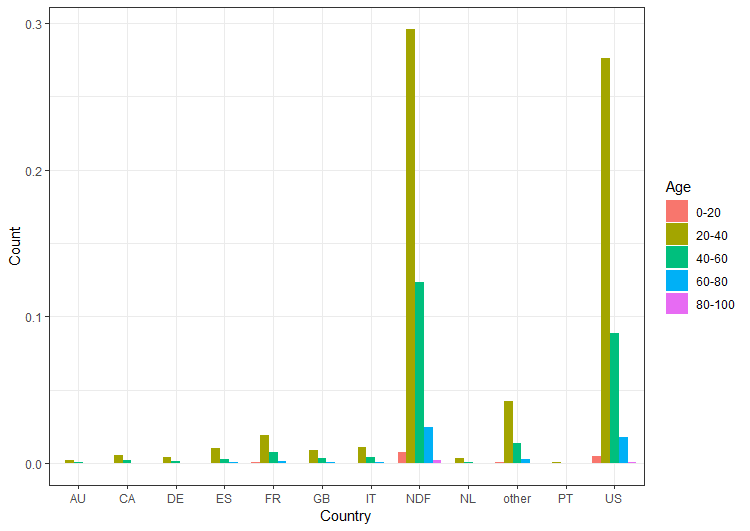 0.3
0.2
0.1
0.0
Count
AU CA DE ES FR GB IT NDF NL other PT US
Country
Age
0-20
20-40
40-60
60-80
80-100